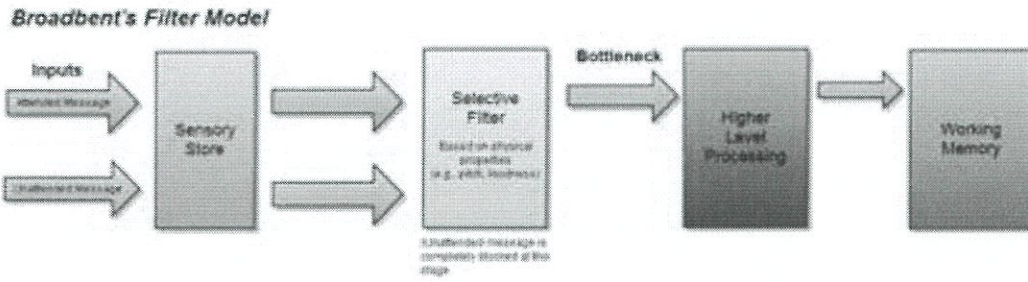 Broadbent's Filter Model
Inputs
Attended Message
Unattended Message
Sensory
Store
Selective
Filter
Based on physical
properties
(e.g., pitch, loudness)
Unattended message is
completely blocked at this
stage
Bottleneck
Higher
Level
Processing
Working
Memory